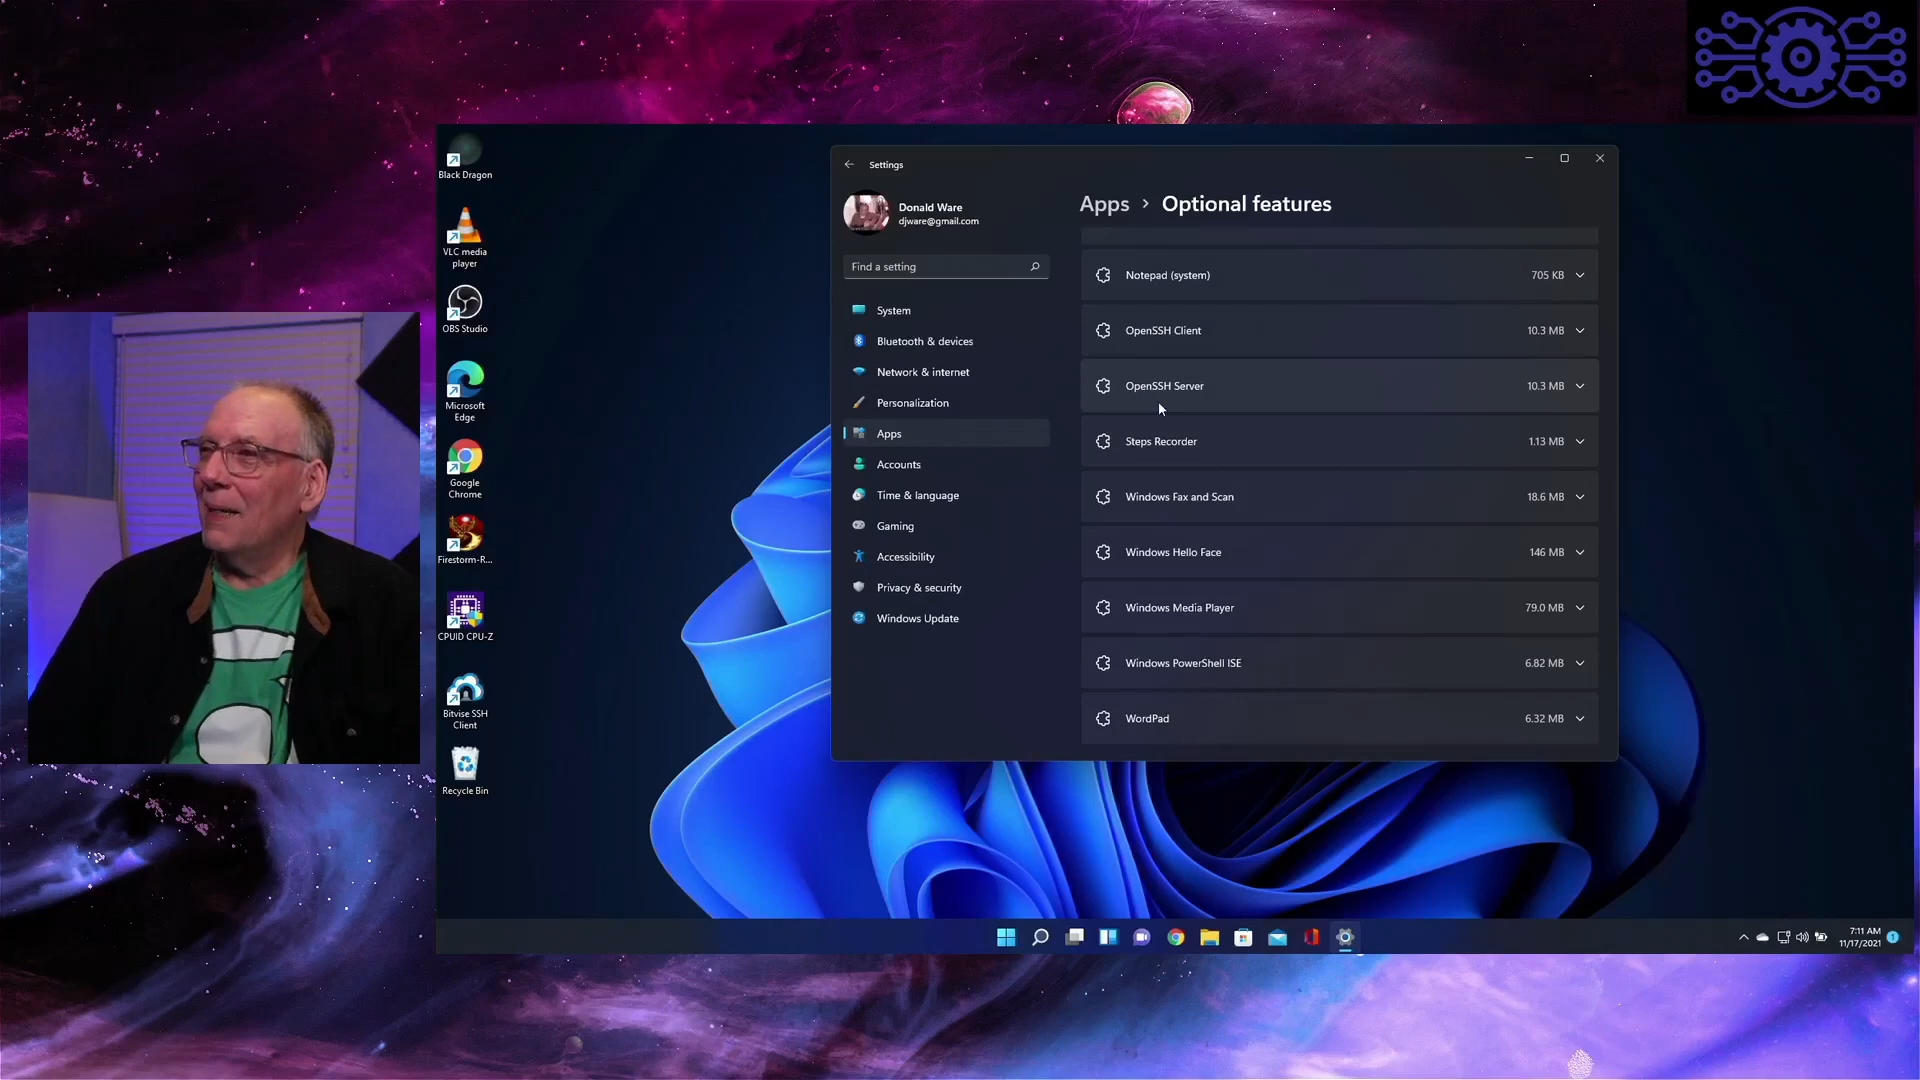 Black Dragon
VLC media
player
OBS Studio
Microsoft
Edge
Google
Chrome
Firestorm-R...
CPUID CPU-Z
Bitvise SSH
Client
Recycle Bin
Settings
Donald Ware
djware@gmail.com
Find a setting
System
Bluetooth & devices
Network & internet
Personalization
Apps
Accounts
Time & language
Gaming
Accessibility
Privacy & security
Windows Update
Apps > Optional features
Notepad (system) 705 KB
OpenSSH Client 10.3 MB
OpenSSH Server 10.3 MB
Steps Recorder 1.13 MB
Windows Fax and Scan 18.6 MB
Windows Hello Face 146 MB
Windows Media Player 79.0 MB
Windows PowerShell ISE 6.82 MB
WordPad 6.32 MB
7:11 AM
11/17/2021
1